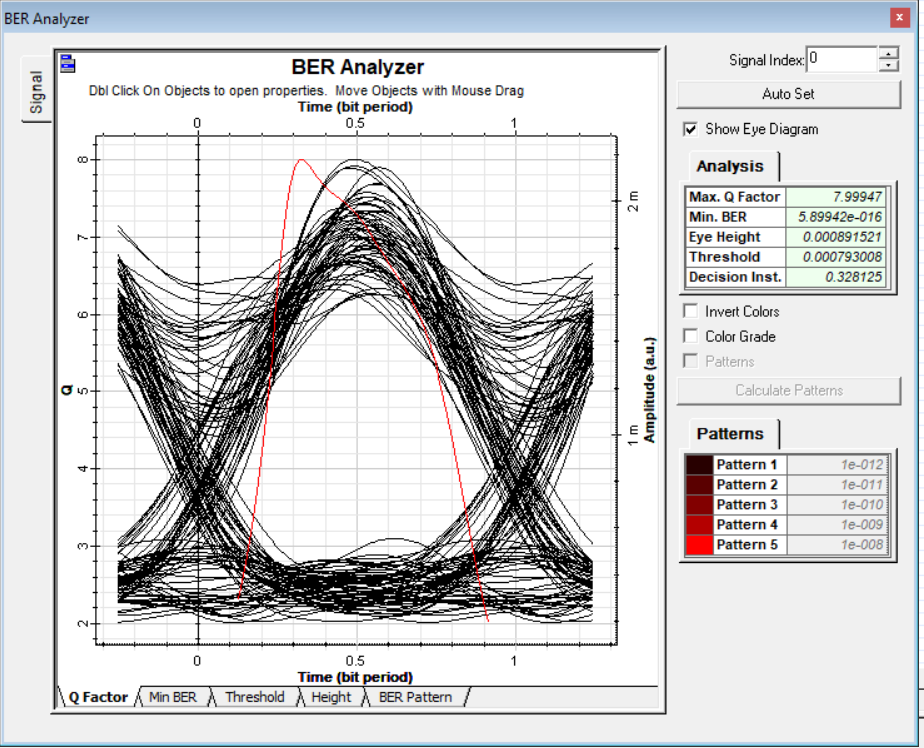 BER Analyzer
Signal
BER Analyzer
Dbl Click On Objects to open properties. Move Objects with Mouse Drag
Time (bit period)
0 0.5 1
8
7
6
5
4
3
2
Q
2 m
1 m
Amplitude (a.u.)
0 0.5 1
Time (bit period)
Q Factor Min BER Threshold Height BER Pattern
Signal Index: 0
Auto Set
Show Eye Diagram
Analysis
Max. Q Factor 7.99947
Min. BER 5.89942e-016
Eye Height 0.000891521
Threshold 0.000793008
Decision Inst. 0.328125
Invert Colors
Color Grade
Patterns
Calculate Patterns
Patterns
Pattern 1 1e-012
Pattern 2 1e-011
Pattern 3 1e-010
Pattern 4 1e-009
Pattern 5 1e-008